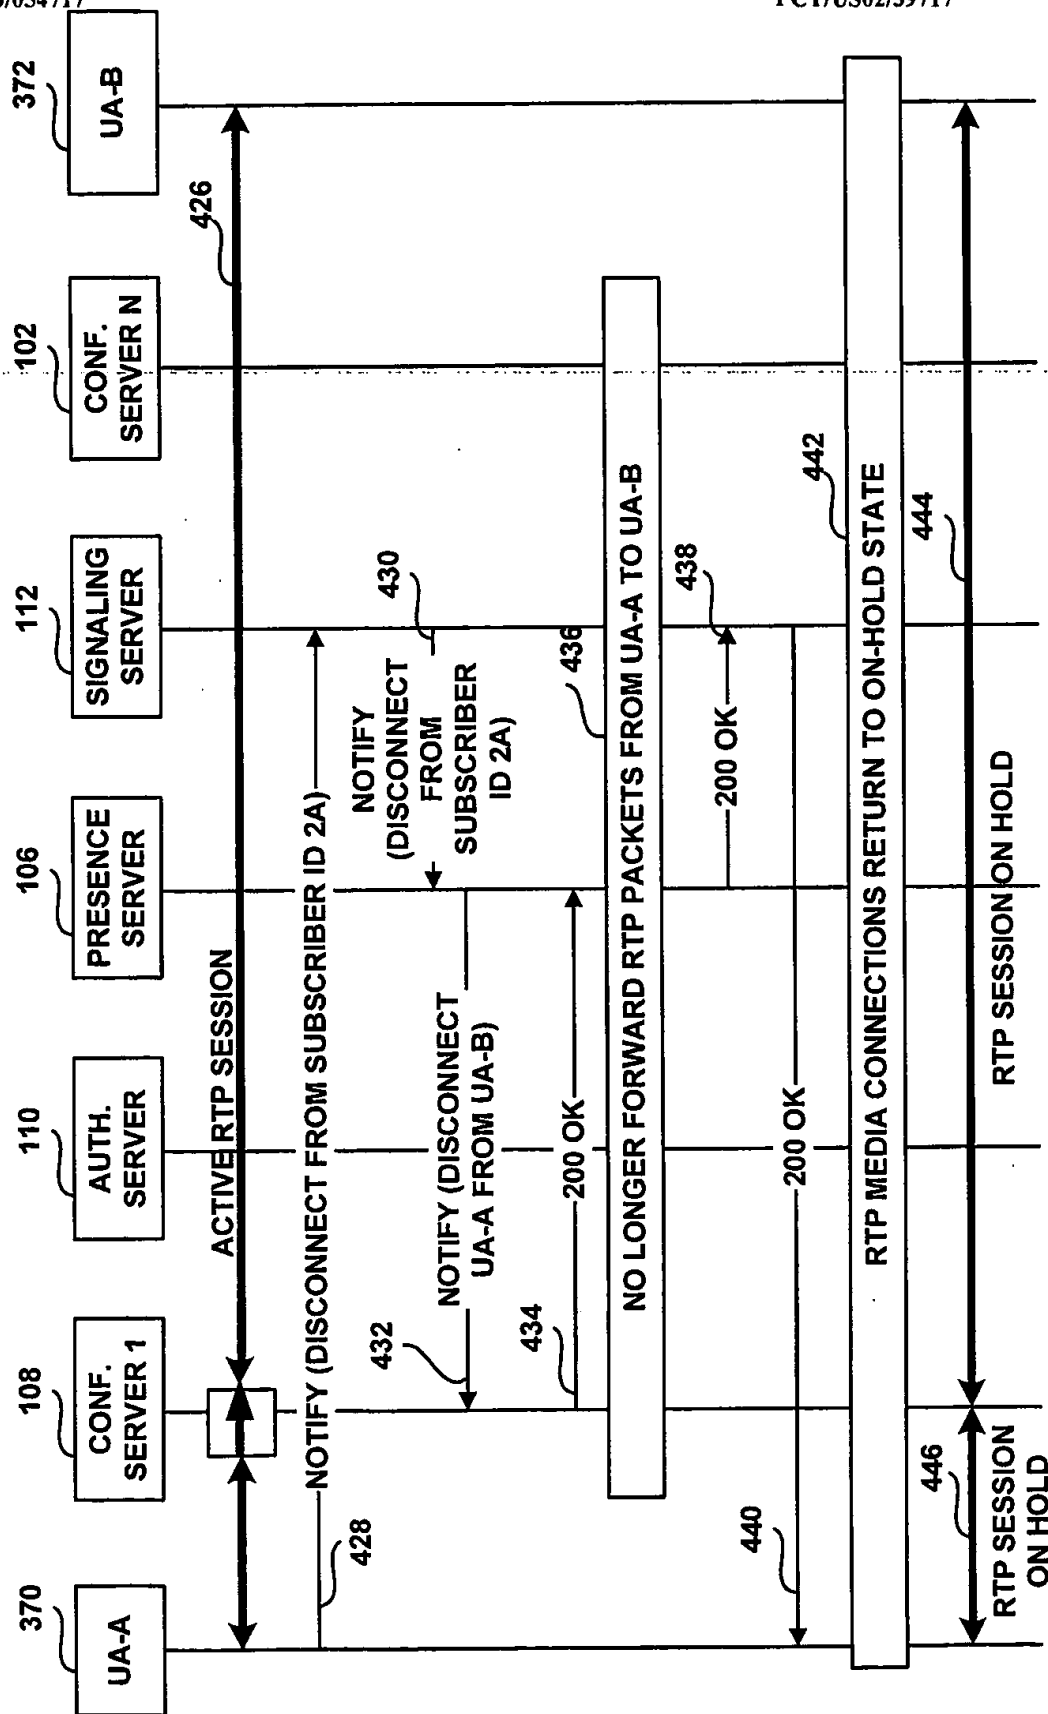 370
UA-A
108
CONF.
SERVER 1
110
AUTH.
SERVER
106
PRESENCE
SERVER
112
SIGNALING
SERVER
102
CONF.
SERVER N
372
UA-B
ACTIVE RTP SESSION
426
NOTIFY (DISCONNECT FROM SUBSCRIBER ID 2A)
428
NOTIFY
(DISCONNECT
FROM
SUBSCRIBER
ID 2A)
430
NOTIFY (DISCONNECT
UA-A FROM UA-B)
432
200 OK
434
436
NO LONGER FORWARD RTP PACKETS FROM UA-A TO UA-B
200 OK
438
200 OK
440
442
RTP MEDIA CONNECTIONS RETURN TO ON-HOLD STATE
444
446
RTP SESSION ON HOLD
RTP SESSION
ON HOLD